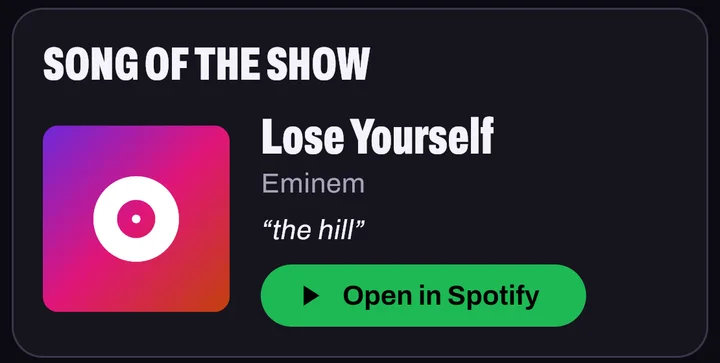 SONG OF THE SHOW
Lose Yourself
Eminem
“the hill”
Open in Spotify